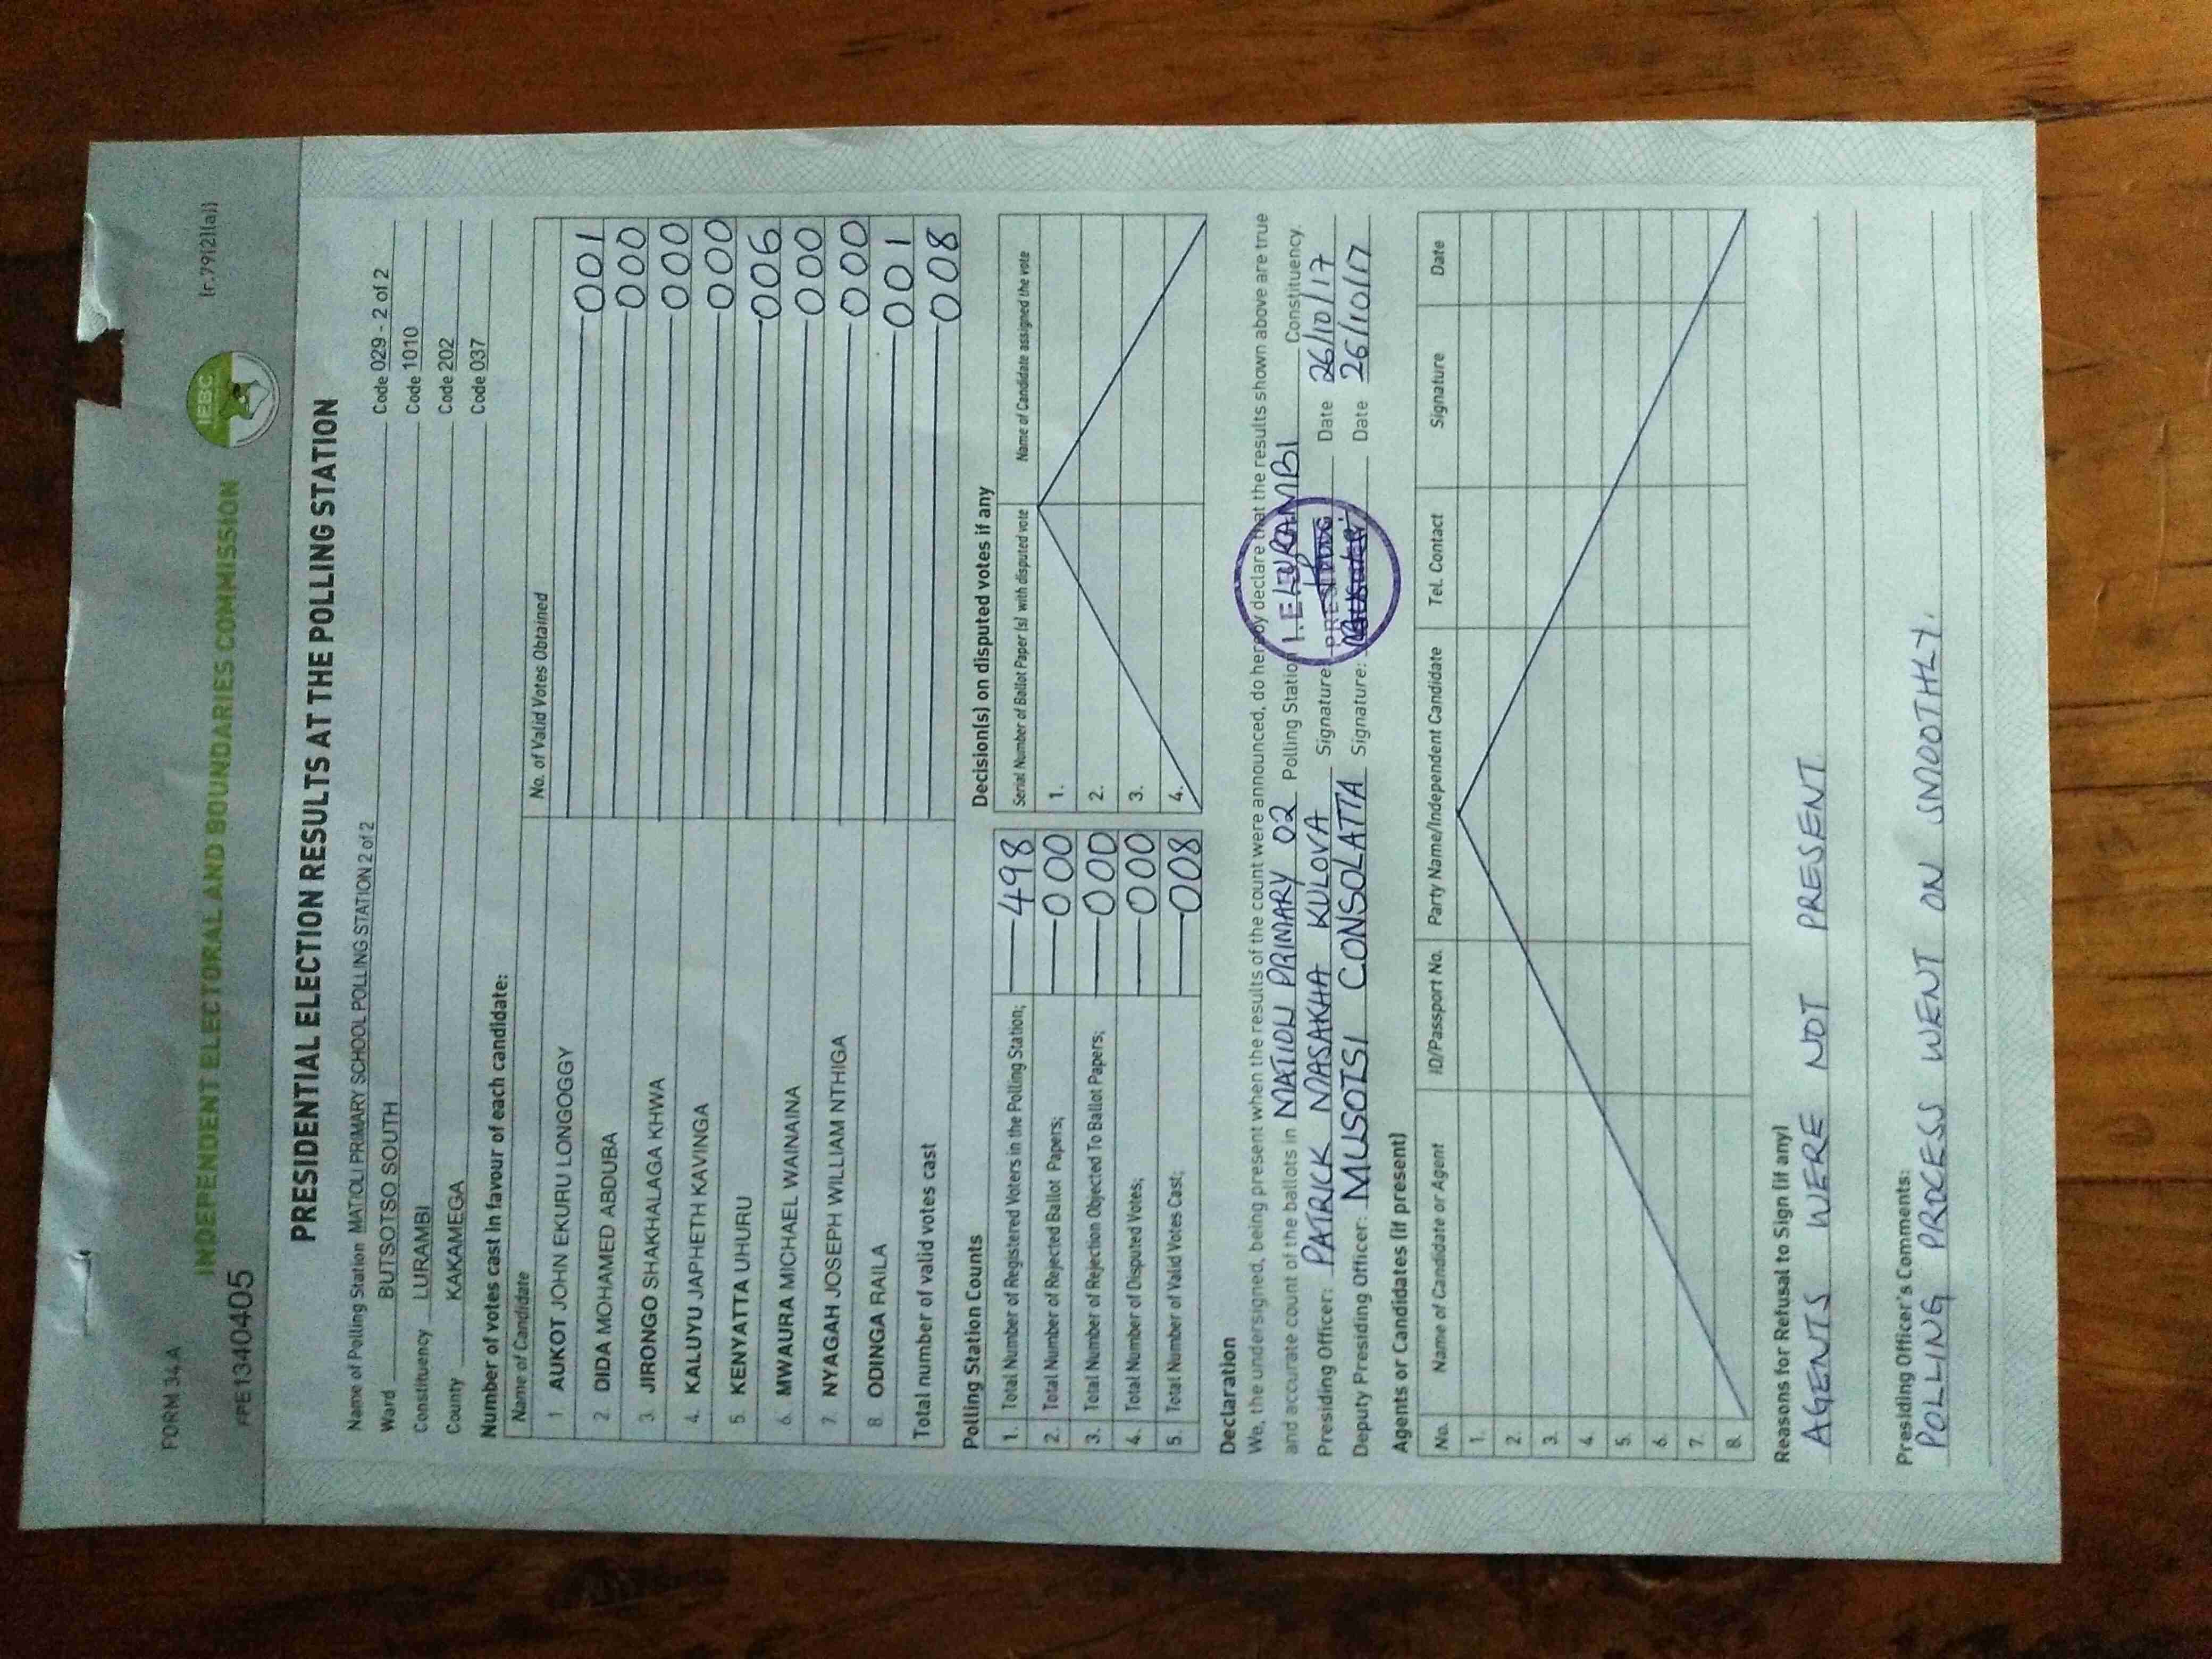 FORM 34A
(r.79(2)(a))
INDEPENDENT ELECTORAL AND BOUNDARIES COMMISSION
IEBC
FPE1340405
PRESIDENTIAL ELECTION RESULTS AT THE POLLING STATION
Name of Polling Station MATIOLI PRIMARY SCHOOL POLLING STATION 2 of 2 Code 029 - 2 of 2
Ward BUTSOTSO SOUTH Code 1010
Constituency LURAMBI Code 202
County KAKAMEGA Code 037
Number of votes cast in favour of each candidate:
Name of Candidate No. of Valid Votes Obtained
1 AUKOT JOHN EKURU LONGOGGY 001
2. DIDA MOHAMED ABDUBA 000
3. JIRONGO SHAKHALAGA KHWA 000
4. KALUYU JAPHETH KAVINGA 000
5. KENYATTA UHURU 006
6. MWAURA MICHAEL WAINAINA 000
7. NYAGAH JOSEPH WILLIAM NTHIGA 000
8. ODINGA RAILA 001
Total number of valid votes cast 008
Polling Station Counts
1. Total Number of Registered Voters in the Polling Station; 498
2. Total Number of Rejected Ballot Papers; 000
3. Total Number of Rejection Objected To Ballot Papers; 000
4. Total Number of Disputed Votes; 000
5. Total Number of Valid Votes Cast; 008
Decision(s) on disputed votes if any
Serial Number of Ballot Paper (s) with disputed vote Name of Candidate assigned the vote
1.
2.
3.
4.
Declaration
We, the undersigned, being present when the results of the count were announced, do hereby declare that the results shown above are true
and accurate count of the ballots in MATIOLI PRIMARY 02 Polling Station LURAMBI Constituency.
Presiding Officer: PATRICK MASAKHA KULOVA Signature: Date 26/10/17
Deputy Presiding Officer: MUSOTSI CONSOLATTA Signature: Date 26/10/17
Agents or Candidates (if present)
No. Name of Candidate or Agent ID/Passport No. Party Name/Independent Candidate Tel. Contact Signature Date
1.
2.
3.
4.
5.
6.
7.
8.
Reasons for Refusal to Sign (if any)
AGENTS WERE NOT PRESENT
Presiding Officer's Comments:
POLLING PROCESS WENT ON SMOOTHLY.